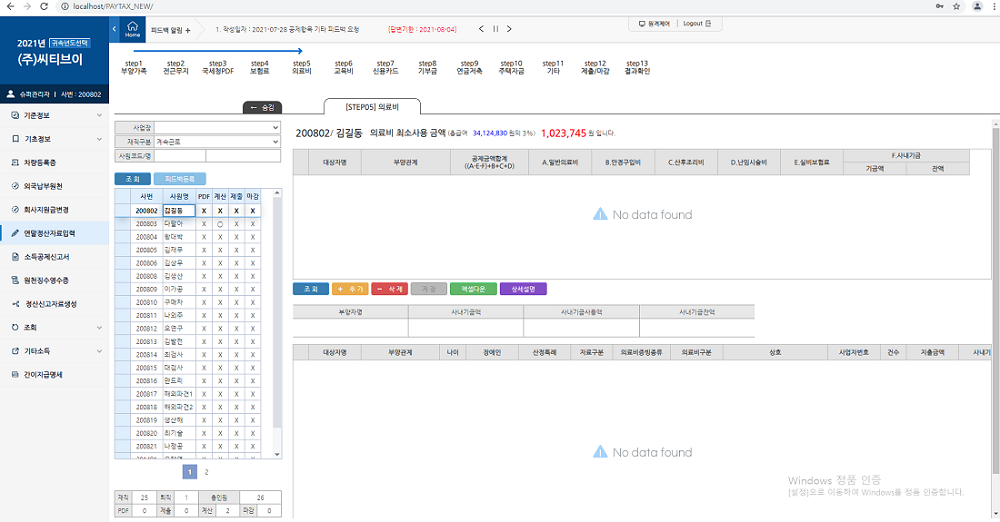 localhost/PAYTAX_NEW/
2021년 귀속년도선택
(주)씨티브이
슈퍼관리자 | 사번 : 200802
기준정보
기초정보
차량등록증
외국납부원천
회사지원금변경
연말정산자료입력
소득공제신고서
원천징수영수증
정산신고자료생성
조회
기타소득
간이지급명세
Home
피드백 알림 +
1. 작성일자 : 2021-07-28 공제항목 기타 피드백 요청
[답변기한 : 2021-08-04]
원격제어 | Logout
step1 step2 step3 step4 step5 step6 step7 step8 step9 step10 step11 step12 step13
부양가족 전근무지 국세청PDF 보험료 의료비 교육비 신용카드 기부금 연금저축 주택자금 기타 제출/마감 결과확인
← 숨김
[STEP05] 의료비
사업장
재직구분 계속근로
사원코드/명
조 회 피드백등록
사번 사원명 PDF 계산 제출 마감
200802 김길동 X X X X
200803 다팔아 X ○ X X
200804 황대박 X X X X
200805 김재무 X X X X
200806 김상무 X X X X
200808 김생산 X X X X
200809 이가공 X X X X
200810 구매자 X X X X
200811 나외주 X X X X
200812 오연구 X X X X
200813 김발전 X X X X
200814 최검사 X X X X
200815 대검사 X X X X
200816 앤드리 X X X X
200817 해외파견1 X X X X
200818 해외파견2 X X X X
200819 생산해 X X X X
200820 최기술 X X X X
200821 나정공 X X X X
1 2
재직 25 퇴직 1 총인원 26
PDF 0 제출 0 계산 2 마감 0
200802/ 김길동 의료비 최소사용 금액 (총급여 34,124,830 원의 3%) 1,023,745 원 입니다.
대상자명 부양관계 공제금액합계 ((A-E-F)+B+C+D) A.일반의료비 B.안경구입비 C.산후조리비 D.난임시술비 E.실비보험료 F.사내기금
기금액 잔액
No data found
조 회 + 추 가 − 삭 제 저 장 엑셀다운 상세설명
부양자명 사내기금액 사내기금사용액 사내기금잔액
대상자명 부양관계 나이 장애인 산정특례 자료구분 의료비증빙종류 의료비구분 상호 사업자번호 건수 지출금액 사내기
No data found
Windows 정품 인증
[설정]으로 이동하여 Windows를 정품 인증합니다.